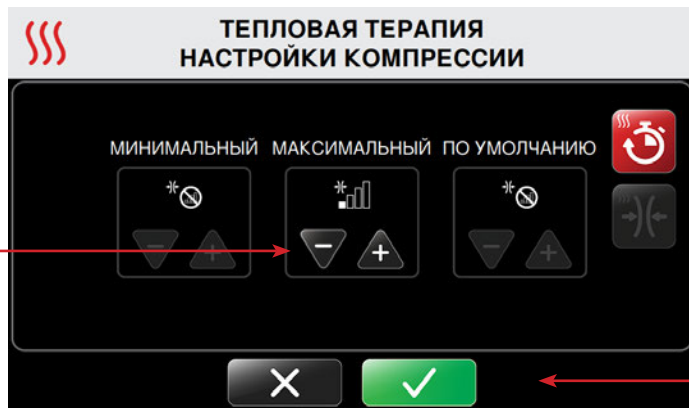 ТЕПЛОВАЯ ТЕРАПИЯ
НАСТРОЙКИ КОМПРЕССИИ
МИНИМАЛЬНЫЙ МАКСИМАЛЬНЫЙ ПО УМОЛЧАНИЮ